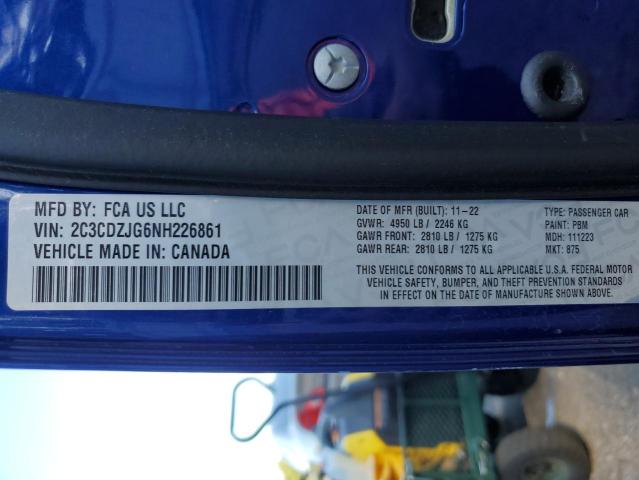 MFD BY: FCA US LLC
VIN: 2C3CDZJG6NH226861
VEHICLE MADE IN: CANADA
DATE OF MFR (BUILT): 11-22
GVWR: 4950 LB / 2246 KG
GAWR FRONT: 2810 LB / 1275 KG
GAWR REAR: 2810 LB / 1275 KG
TYPE: PASSENGER CAR
PAINT: PBM
MDH: 111223
MKT: 875
THIS VEHICLE CONFORMS TO ALL APPLICABLE U.S.A. FEDERAL MOTOR
VEHICLE SAFETY, BUMPER, AND THEFT PREVENTION STANDARDS
IN EFFECT ON THE DATE OF MANUFACTURE SHOWN ABOVE.